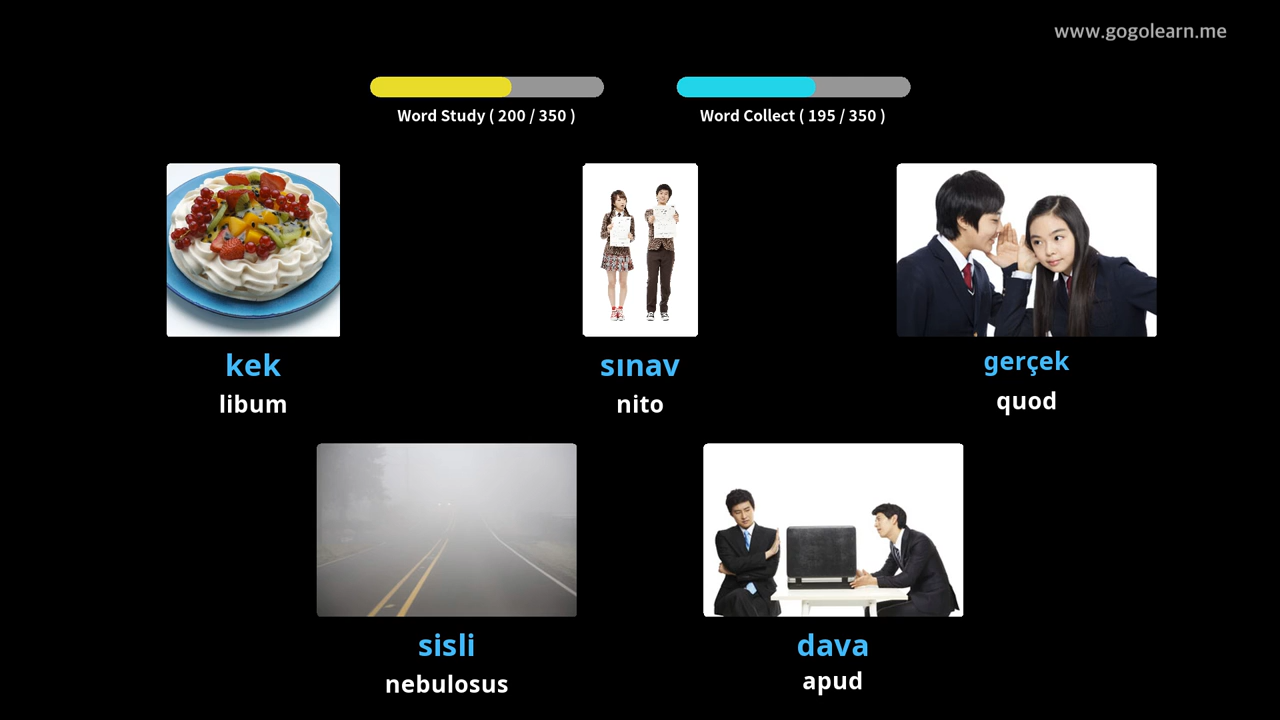 www.gogolearn.me
Word Study ( 200 / 350 )
Word Collect ( 195 / 350 )
kek
sınav
gerçek
libum
nito
quod
sisli
dava
nebulosus
apud